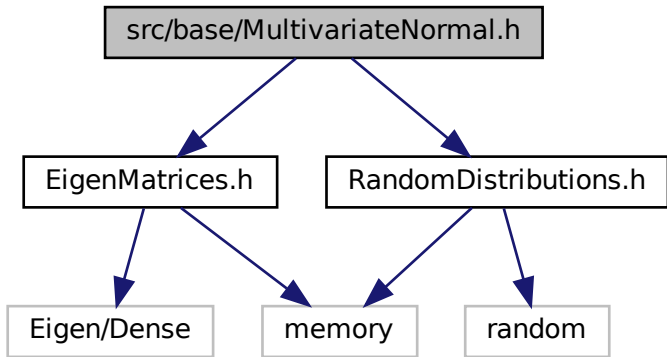 src/base/MultivariateNormal.h
EigenMatrices.h
RandomDistributions.h
Eigen/Dense
memory
random